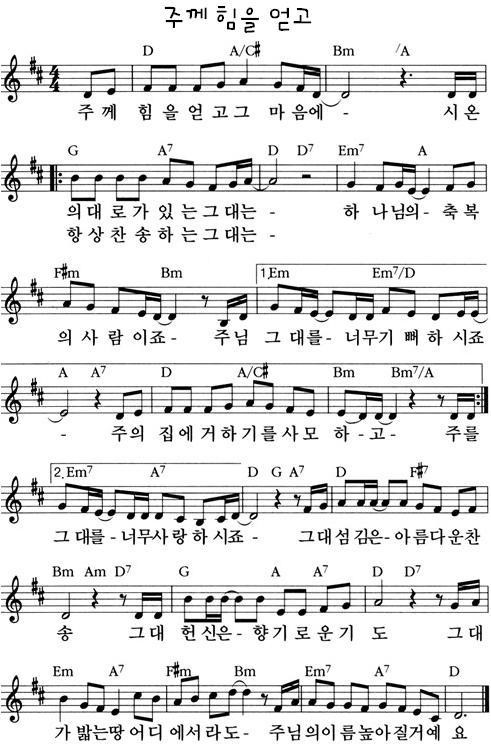 주께 힘을 얻고
D A/C# Bm /A
주 께 힘 을 얻 고 그 마 음 에 - 시 온
G A7 D D7 Em7 A
의 대 로 가 있 는 그 대 는 - 하 나 님 의 - 축 복
항 상 찬 송 하 는 그 대 는 -
F#m Bm 1.Em Em7/D
의 사 람 이 죠 - 주 님 그 대 를 - 너 무 기 뻐 하 시 죠
A A7 D A/C# Bm Bm7/A
- 주 의 집 에 거 하 기 를 사 모 하 - 고 - 주 를
2.Em7 A7 D G A7 D F#7
그 대 를 - 너 무 사 랑 하 시 죠 - 그 대 섬 김 은 - 아 름 다 운 찬
Bm Am D7 G A A7 D D7
송 그 대 헌 신 은 - 향 기 로 운 기 도 그 대
Em A7 F#m Bm Em7 A7 D
가 밟 는 땅 어 디 에 서 라 도 - 주 님 의 이 름 높 아 질 거 예 요